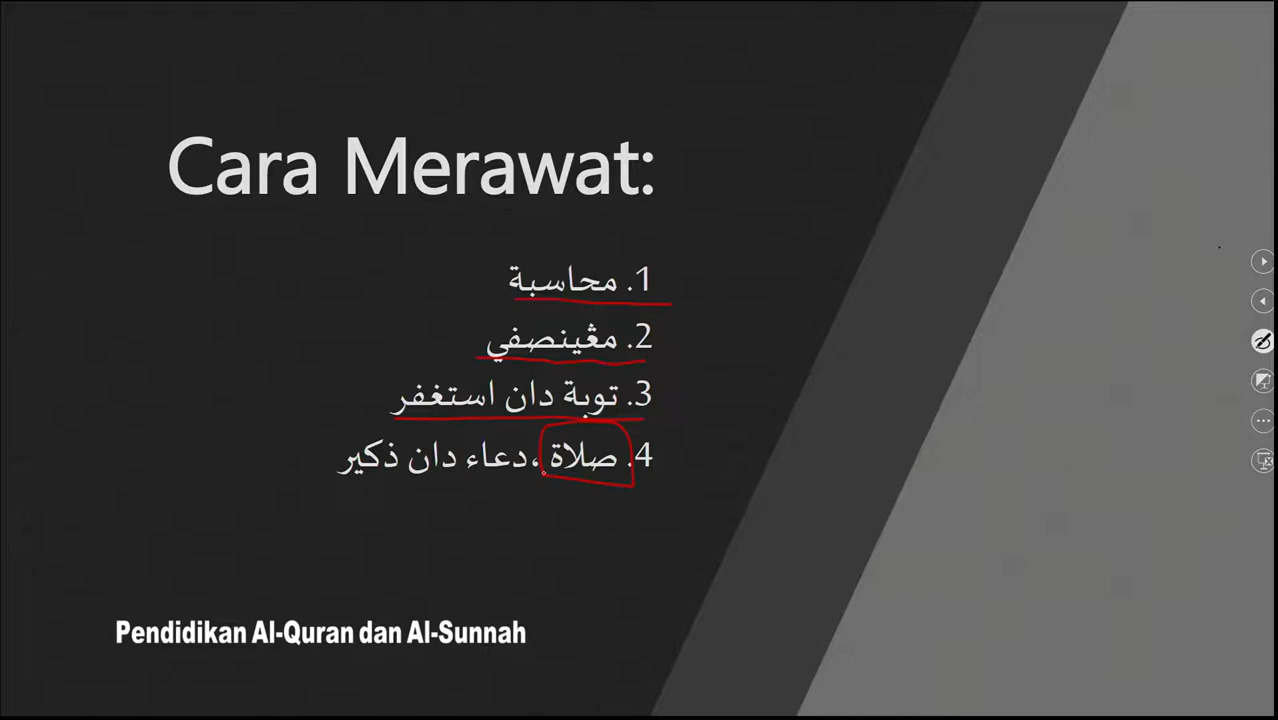 Cara Merawat:
1. محاسبة
2. مڠينصفي
3. توبة دان استغفر
4. صلاة ،دعاء دان ذكير
Pendidikan Al-Quran dan Al-Sunnah